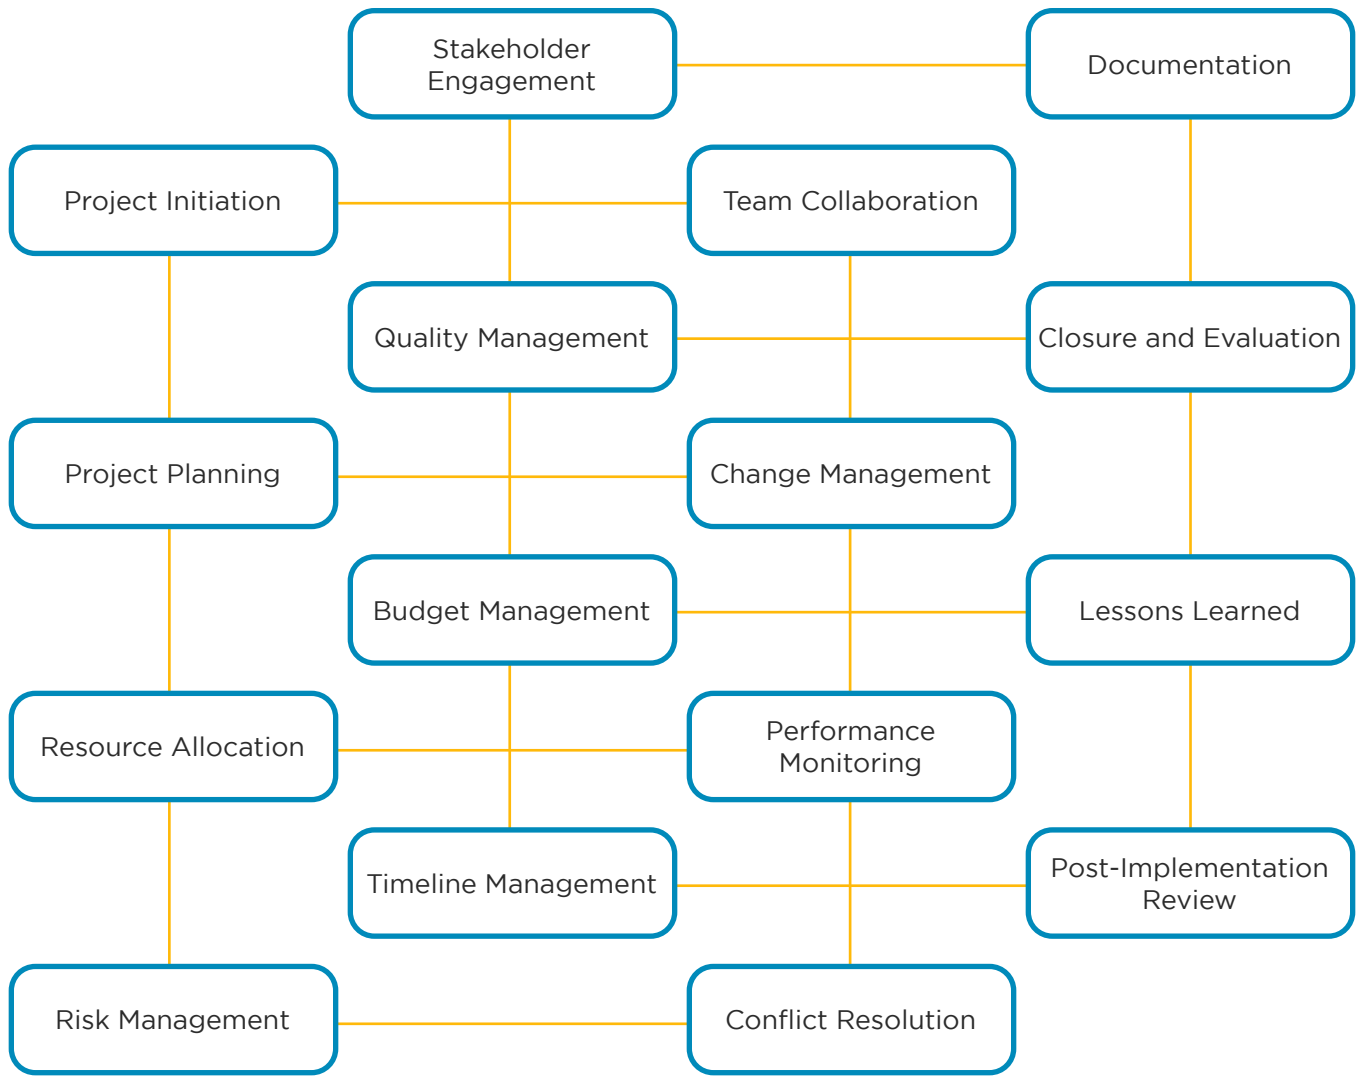 Stakeholder
Engagement
Documentation
Project Initiation
Team Collaboration
Quality Management
Closure and Evaluation
Project Planning
Change Management
Budget Management
Lessons Learned
Resource Allocation
Performance
Monitoring
Timeline Management
Post-Implementation
Review
Risk Management
Conflict Resolution